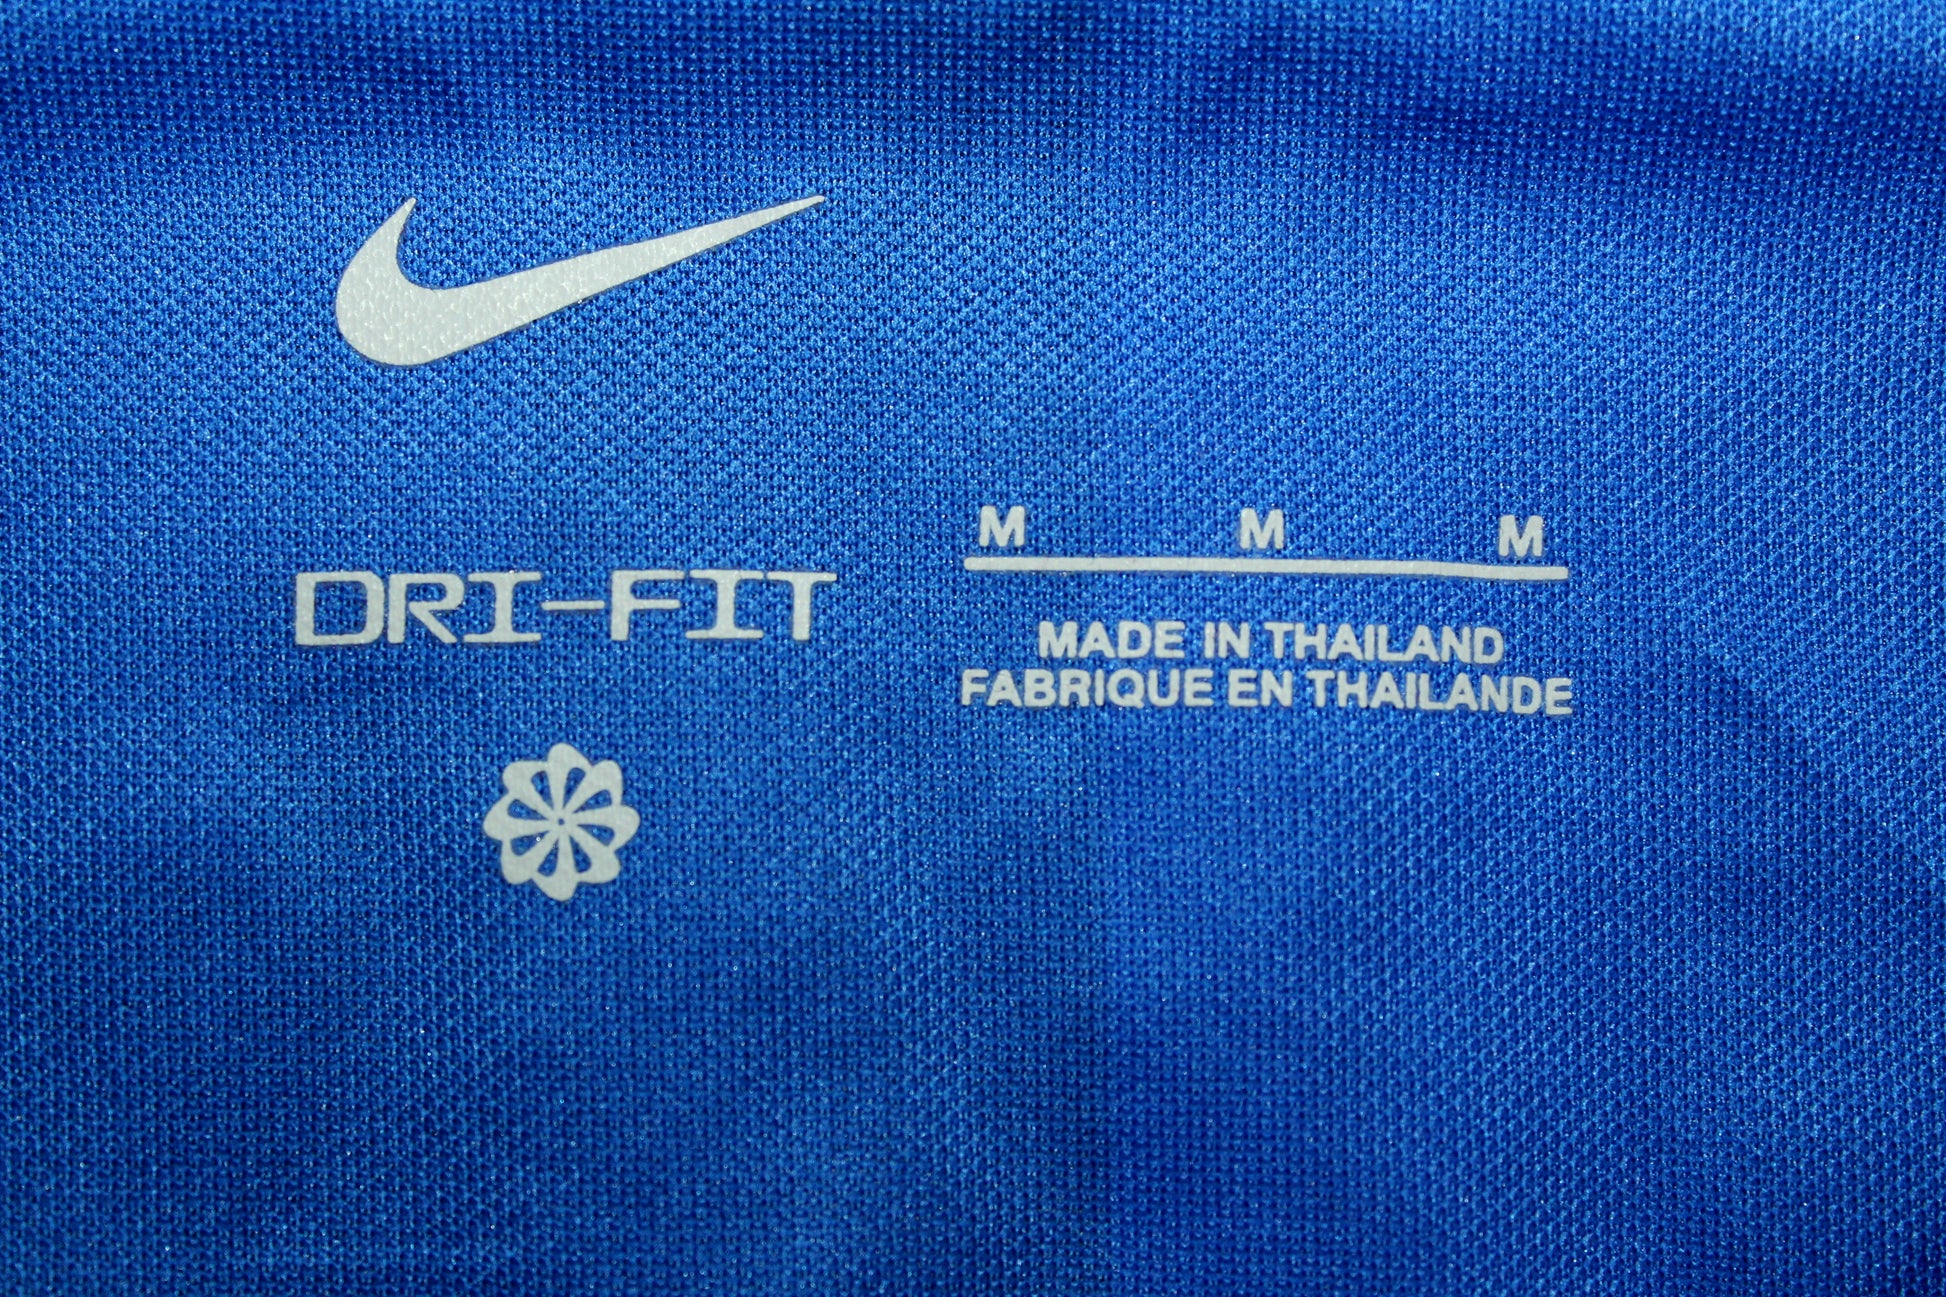 DRI-FIT
M M M
MADE IN THAILAND
FABRIQUE EN THAILANDE